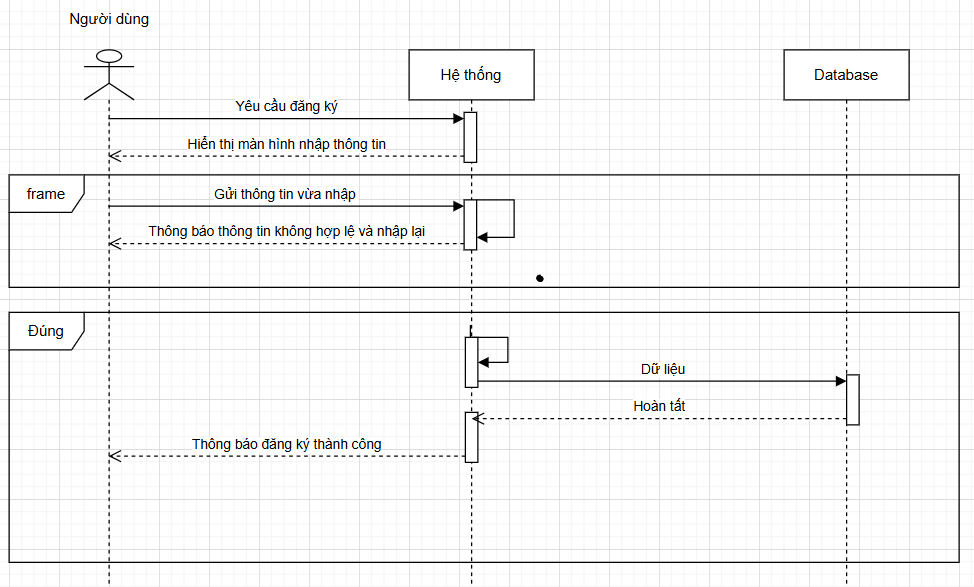 Người dùng
Hệ thống
Database
Yêu cầu đăng ký
Hiển thị màn hình nhập thông tin
frame
Gửi thông tin vừa nhập
Thông báo thông tin không hợp lệ và nhập lại
Đúng
Dữ liệu
Hoàn tất
Thông báo đăng ký thành công